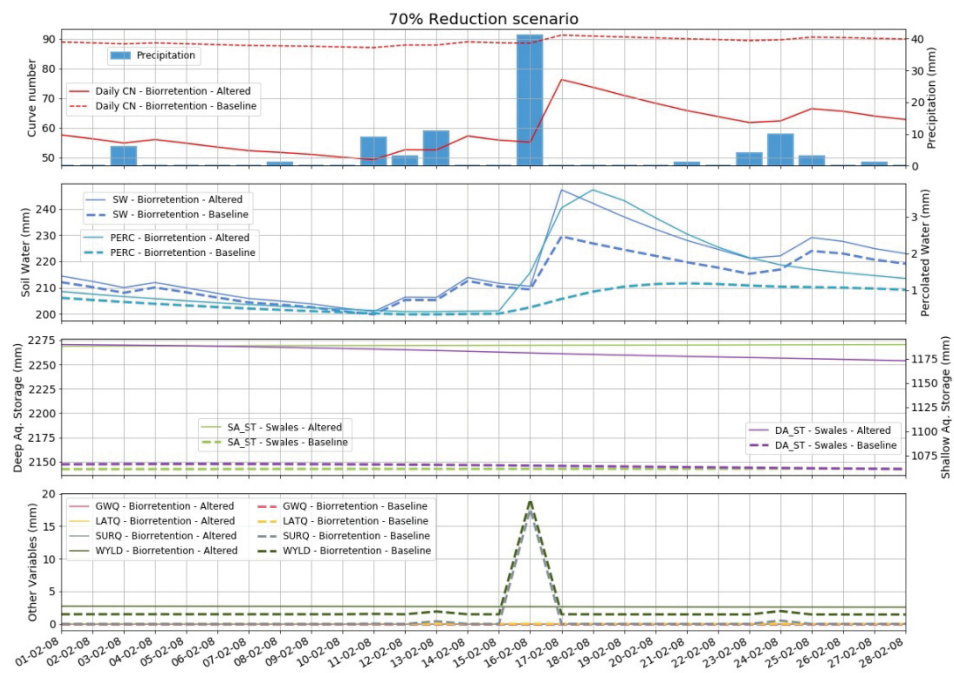 70% Reduction scenario
90
80
70
60
50
Curve number
Precipitation
Daily CN - Biorretention - Altered
Daily CN - Biorretention - Baseline
40
30
20
10
0
Precipitation (mm)
240
230
220
210
200
Soil Water (mm)
SW - Biorretention - Altered
SW - Biorretention - Baseline
PERC - Biorretention - Altered
PERC - Biorretention - Baseline
3
2
1
Percolated Water (mm)
2275
2250
2225
2200
2175
2150
Deep Aq. Storage (mm)
SA_ST - Swales - Altered
SA_ST - Swales - Baseline
DA_ST - Swales - Altered
DA_ST - Swales - Baseline
1175
1150
1125
1100
1075
Shallow Aq. Storage (mm)
20
15
10
5
0
Other Variables (mm)
GWQ - Biorretention - Altered
LATQ - Biorretention - Altered
SURQ - Biorretention - Altered
WYLD - Biorretention - Altered
GWQ - Biorretention - Baseline
LATQ - Biorretention - Baseline
SURQ - Biorretention - Baseline
WYLD - Biorretention - Baseline
01-02-08
02-02-08
03-02-08
04-02-08
05-02-08
06-02-08
07-02-08
08-02-08
09-02-08
10-02-08
11-02-08
12-02-08
13-02-08
14-02-08
15-02-08
16-02-08
17-02-08
18-02-08
19-02-08
20-02-08
21-02-08
22-02-08
23-02-08
24-02-08
25-02-08
26-02-08
27-02-08
28-02-08